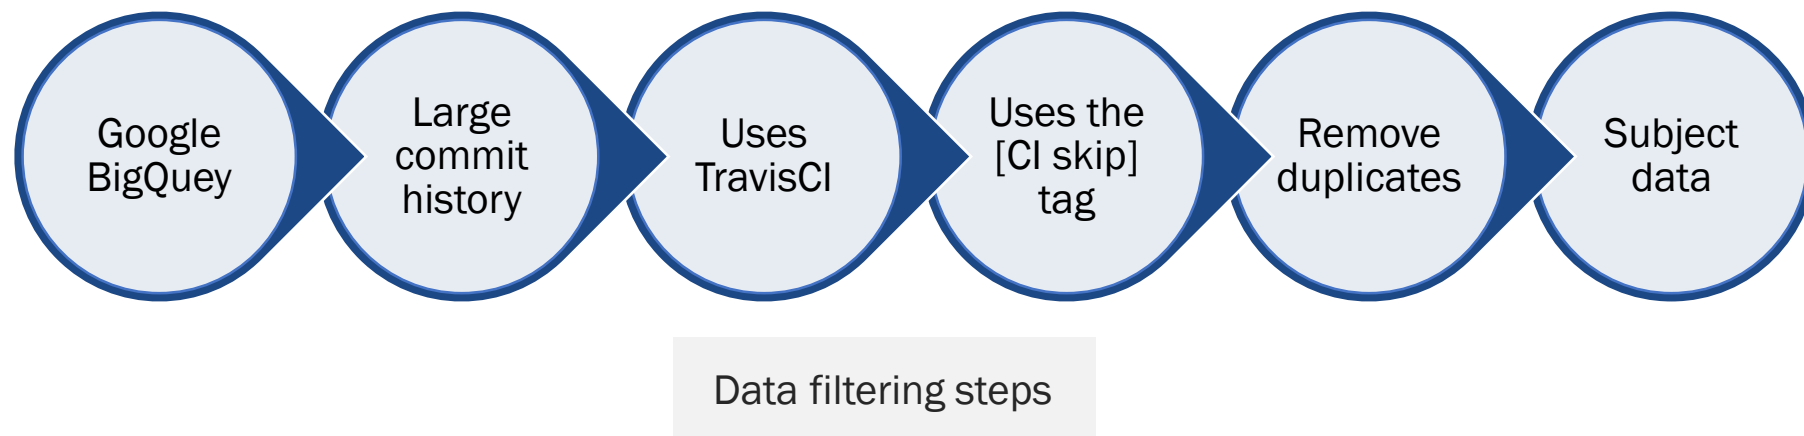 Google
BigQuey
Large
commit
history
Uses
TravisCI
Uses the
[CI skip]
tag
Remove
duplicates
Subject
data
Data filtering steps